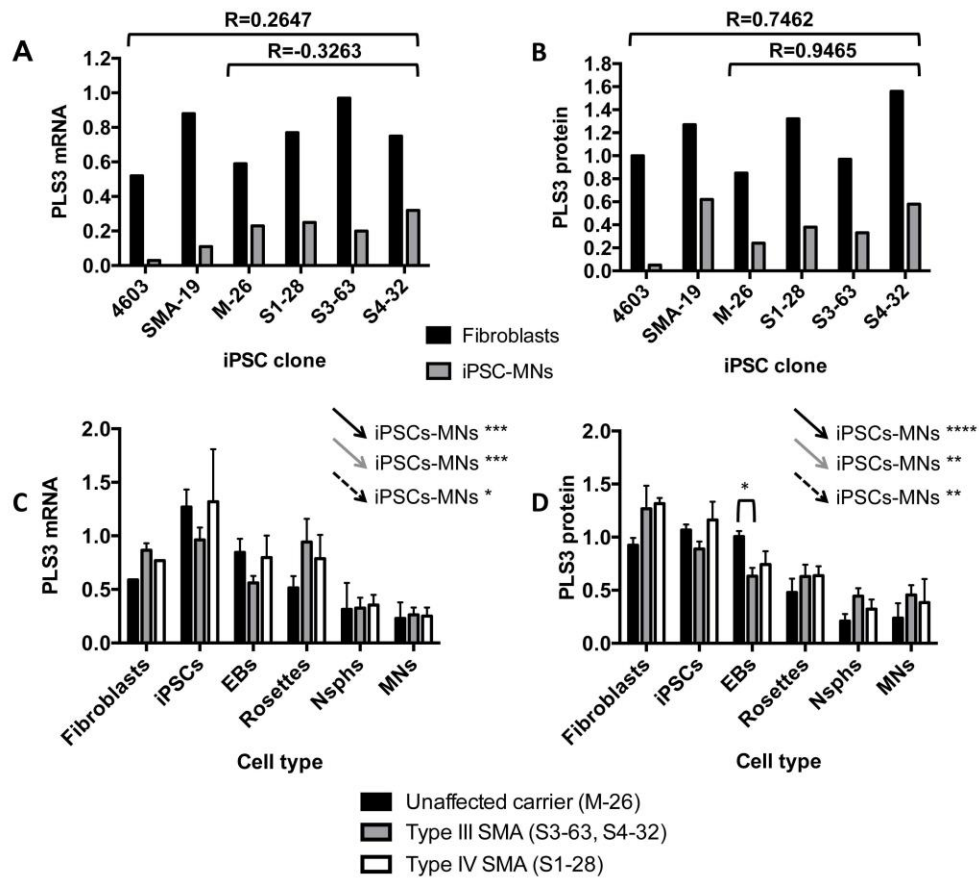 R=0.2647
A
R=-0.3263
PLS3 mRNA
1.2
1.0
0.8
0.6
0.4
0.2
0.0
4603
SMA-19
M-26
S1-28
S3-63
S4-32
iPSC clone
R=0.7462
B
R=0.9465
PLS3 protein
1.8
1.6
1.4
1.2
1.0
0.8
0.6
0.4
0.2
0.0
4603
SMA-19
M-26
S1-28
S3-63
S4-32
iPSC clone
Fibroblasts
iPSC-MNs
C
iPSCs-MNs ***
iPSCs-MNs ***
iPSCs-MNs *
PLS3 mRNA
2.0
1.5
1.0
0.5
0.0
Fibroblasts
iPSCs
EBs
Rosettes
Nsphs
MNs
Cell type
D
iPSCs-MNs ****
iPSCs-MNs **
iPSCs-MNs **
*
PLS3 protein
2.0
1.5
1.0
0.5
0.0
Fibroblasts
iPSCs
EBs
Rosettes
Nsphs
MNs
Cell type
Unaffected carrier (M-26)
Type III SMA (S3-63, S4-32)
Type IV SMA (S1-28)